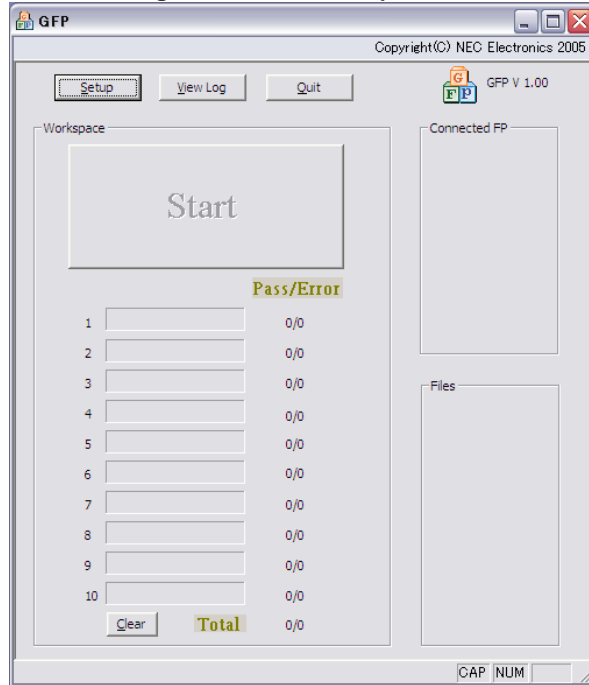 GFP
Copyright(C) NEC Electronics 2005
Setup View Log Quit
G
F P
GFP V 1.00
Workspace
Connected FP
Start
Pass/Error
1 0/0
2 0/0
3 0/0
Files
4 0/0
5 0/0
6 0/0
7 0/0
8 0/0
9 0/0
10 0/0
Clear Total 0/0
CAP NUM